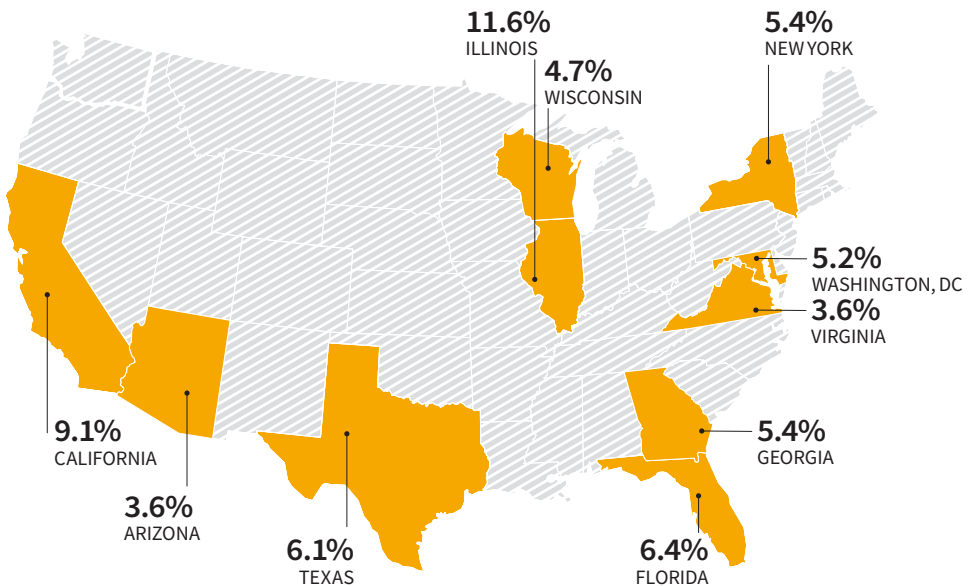 11.6%
ILLINOIS
5.4%
NEW YORK
4.7%
WISCONSIN
5.2%
WASHINGTON, DC
3.6%
VIRGINIA
9.1%
CALIFORNIA
5.4%
GEORGIA
3.6%
ARIZONA
6.1%
TEXAS
6.4%
FLORIDA